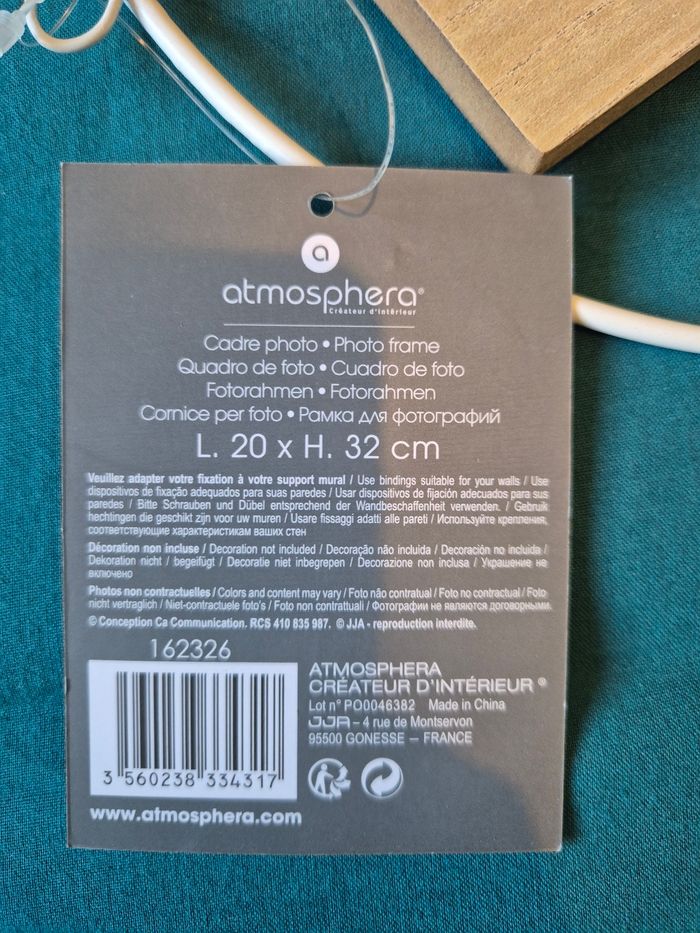 a
atmosphera®
Créateur d'intérieur
Cadre photo • Photo frame
Quadro de foto • Cuadro de foto
Fotorahmen • Fotorahmen
Cornice per foto • Рамка для фотографий
L. 20 x H. 32 cm
Veuillez adapter votre fixation à votre support mural / Use bindings suitable for your walls / Use
dispositivos de fixação adequados para suas paredes / Usar dispositivos de fijación adecuados para sus
paredes / Bitte Schrauben und Dübel entsprechend der Wandbeschaffenheit verwenden. / Gebruik
hechtingen die geschikt zijn voor uw muren / Usare fissaggi adatti alle pareti / Используйте крепления,
соответствующие характеристикам ваших стен
Décoration non incluse / Decoration not included / Decoração não incluida / Decoración no incluida /
Dekoration nicht / begeifügt / Decoratie niet inbegrepen / Decorazione non inclusa / Украшение не
включено
Photos non contractuelles / Colors and content may vary / Foto não contratual / Foto no contractual / Foto
nicht vertraglich / Niet-contractuele foto's / Foto non contrattuali / Фотографии не являются договорными.
© Conception Ca Communication. RCS 410 835 987. © JJA - reproduction interdite.
162326
ATMOSPHERA
CRÉATEUR D'INTÉRIEUR ®
Lot n° PO0046382 Made in China
JJA – 4 rue de Montservon
95500 GONESSE – FRANCE
3 560238 334317
www.atmosphera.com